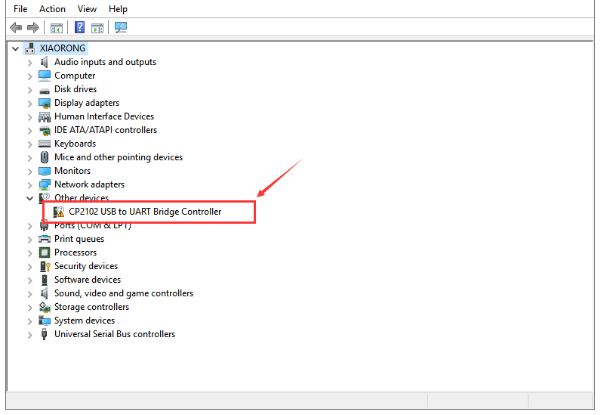 File Action View Help
XIAORONG
Audio inputs and outputs
Computer
Disk drives
Display adapters
Human Interface Devices
IDE ATA/ATAPI controllers
Keyboards
Mice and other pointing devices
Monitors
Network adapters
Other devices
CP2102 USB to UART Bridge Controller
Ports (COM & LPT)
Print queues
Processors
Security devices
Software devices
Sound, video and game controllers
Storage controllers
System devices
Universal Serial Bus controllers